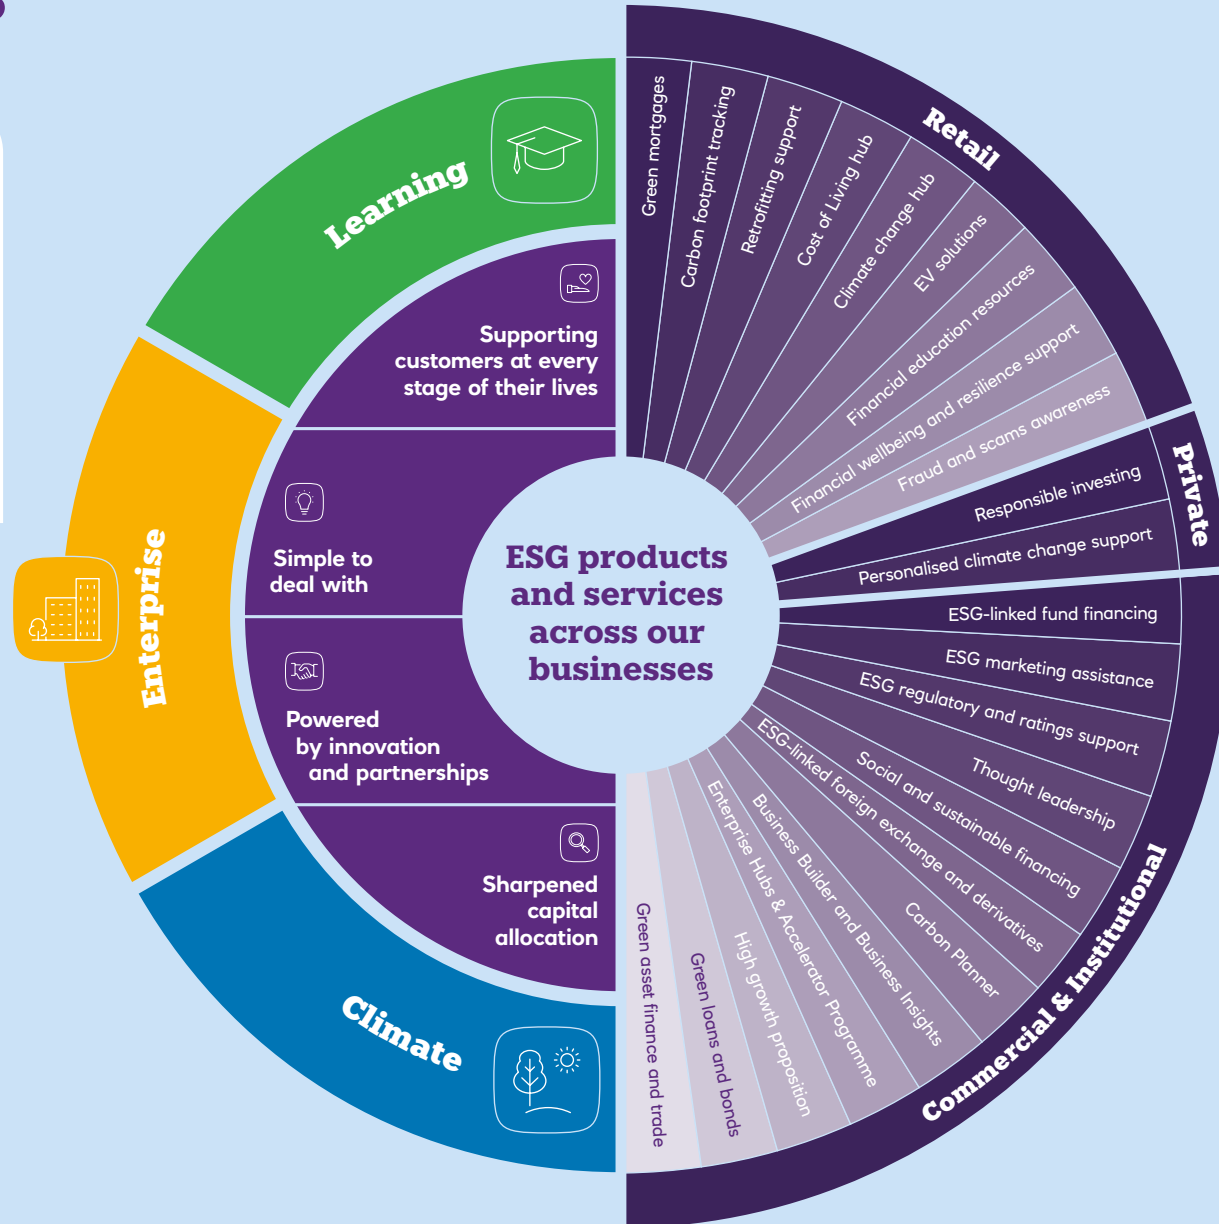 Learning
Enterprise
Climate
Supporting
customers at every
stage of their lives
Simple to
deal with
Powered
by innovation
and partnerships
Sharpened
capital
allocation
ESG products
and services
across our
businesses
Retail
Green mortgages
Carbon footprint tracking
Retrofitting support
Cost of Living hub
Climate change hub
EV solutions
Financial education resources
Financial wellbeing and resilience support
Fraud and scams awareness
Private
Responsible investing
Personalised climate change support
Commercial & Institutional
ESG-linked fund financing
ESG marketing assistance
ESG regulatory and ratings support
Thought leadership
Social and sustainable financing
ESG-linked foreign exchange and derivatives
Carbon Planner
Business Builder and Business Insights
Enterprise Hubs & Accelerator Programme
High growth proposition
Green loans and bonds
Green asset finance and trade